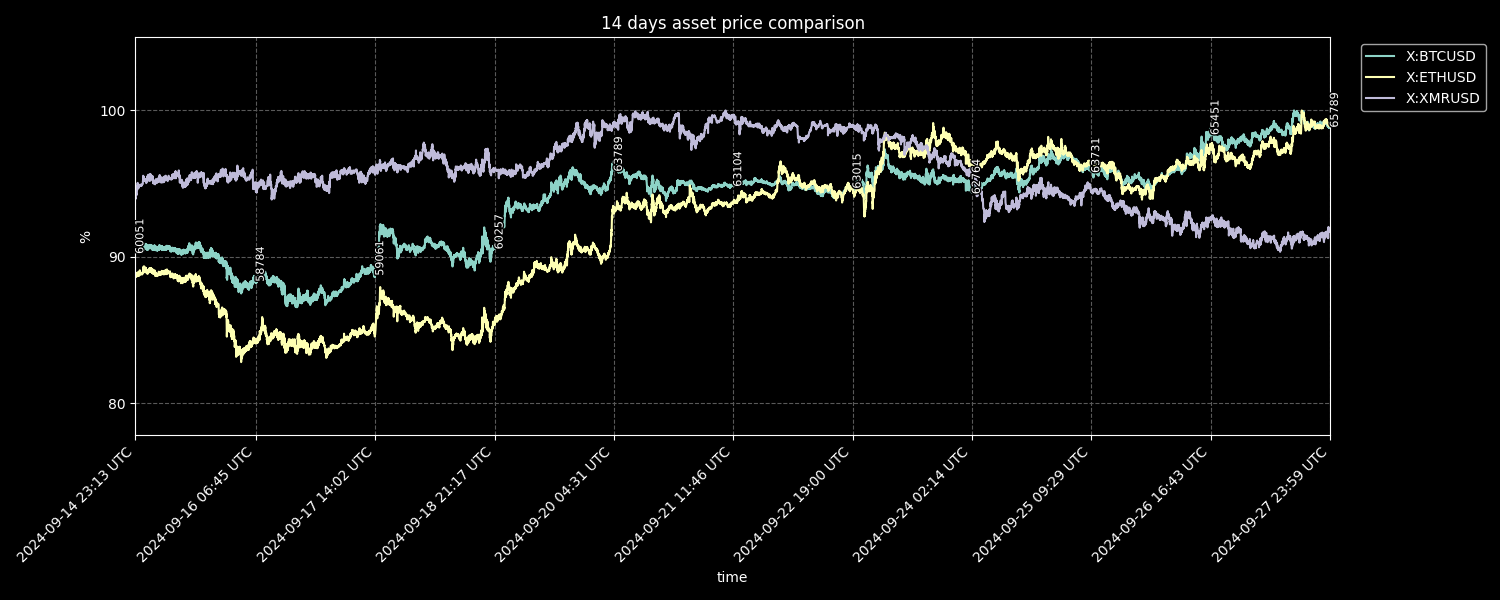 14 days asset price comparison
X:BTCUSD
X:ETHUSD
X:XMRUSD
100
90
80
%
60051
58784
59061
60257
63789
63104
63015
62764
63731
65451
65789
2024-09-14 23:13 UTC
2024-09-16 06:45 UTC
2024-09-17 14:02 UTC
2024-09-18 21:17 UTC
2024-09-20 04:31 UTC
2024-09-21 11:46 UTC
2024-09-22 19:00 UTC
2024-09-24 02:14 UTC
2024-09-25 09:29 UTC
2024-09-26 16:43 UTC
2024-09-27 23:59 UTC
time